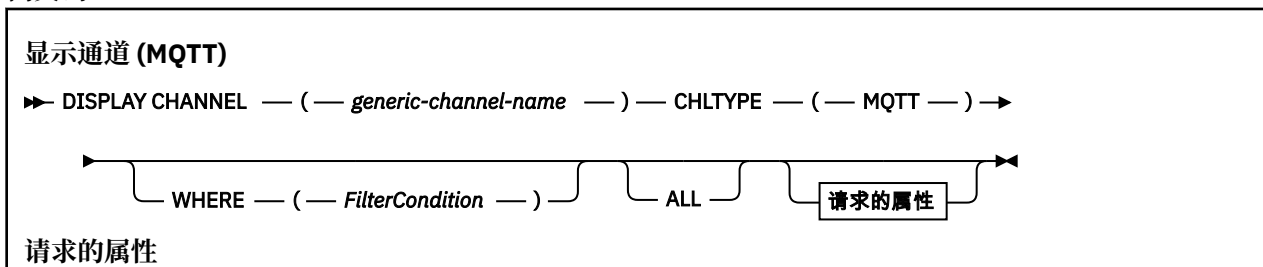 显示通道 (MQTT)
DISPLAY CHANNEL ( generic-channel-name ) CHLTYPE ( MQTT )
WHERE ( FilterCondition ) ALL 请求的属性
请求的属性